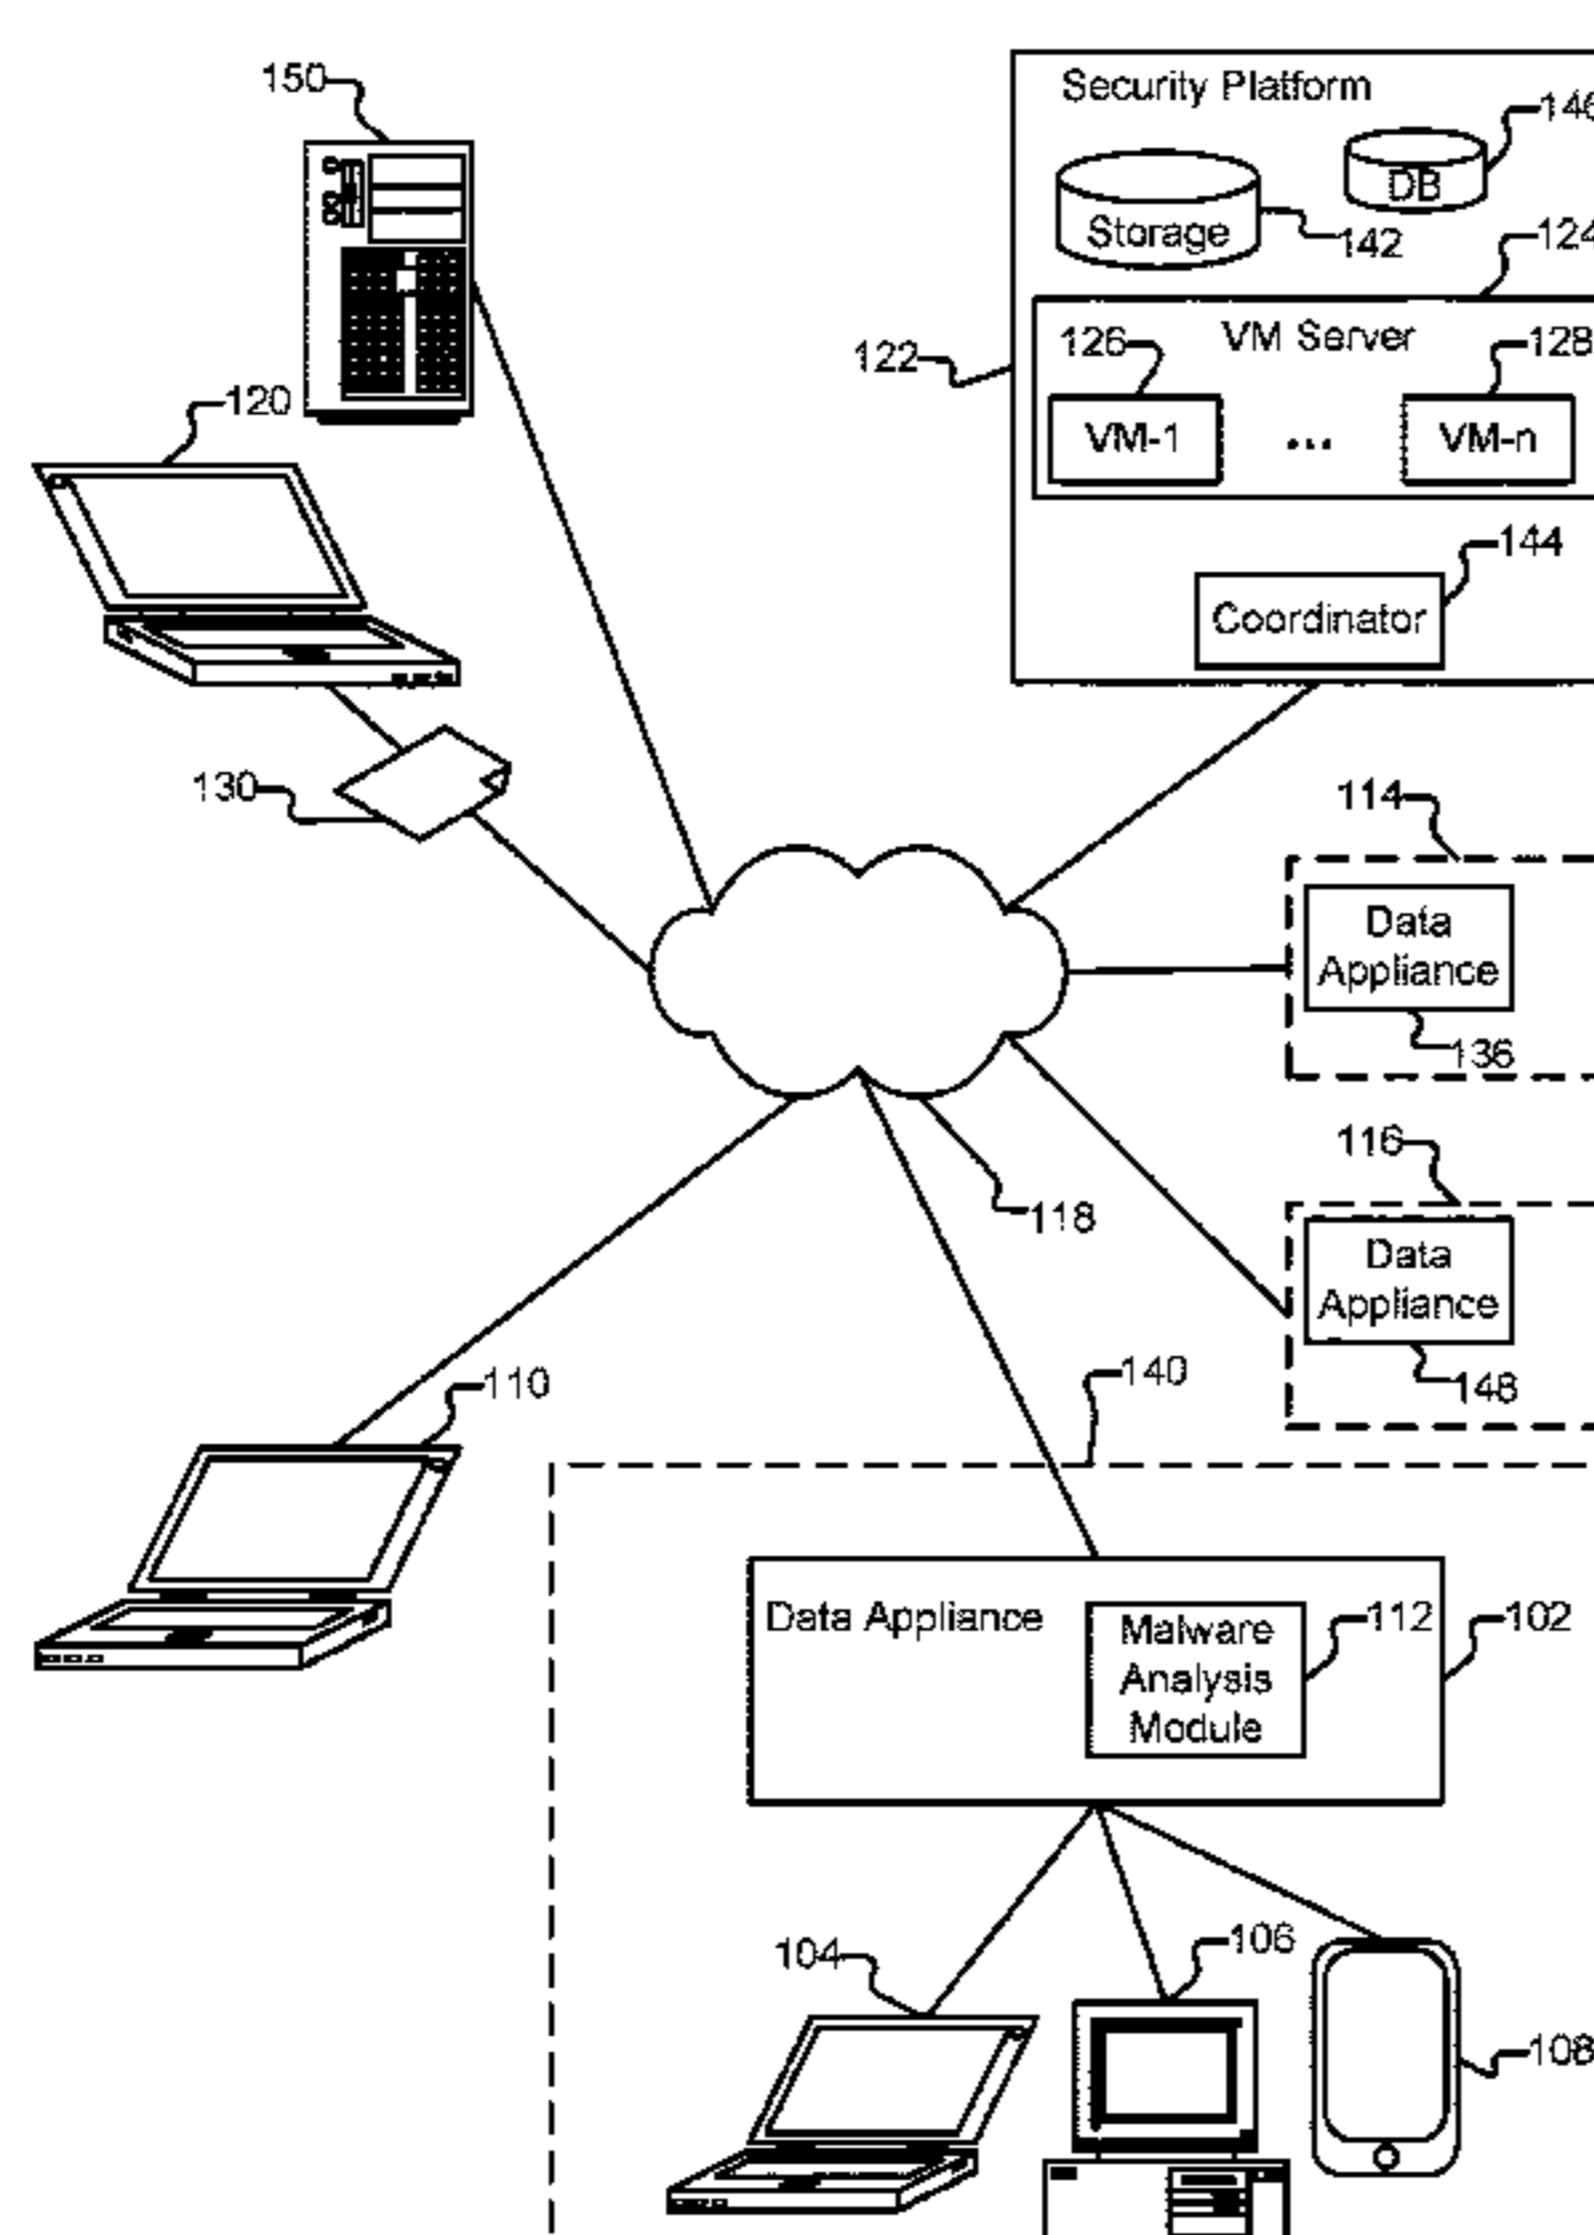 150
Security Platform
146
DB
Storage
142
124
120
122
126
VM Server
128
VM-1
...
VM-n
144
Coordinator
130
114
Data
Appliance
136
116
118
Data
Appliance
148
140
110
Data Appliance
Malware
Analysis
Module
112
102
104
106
108